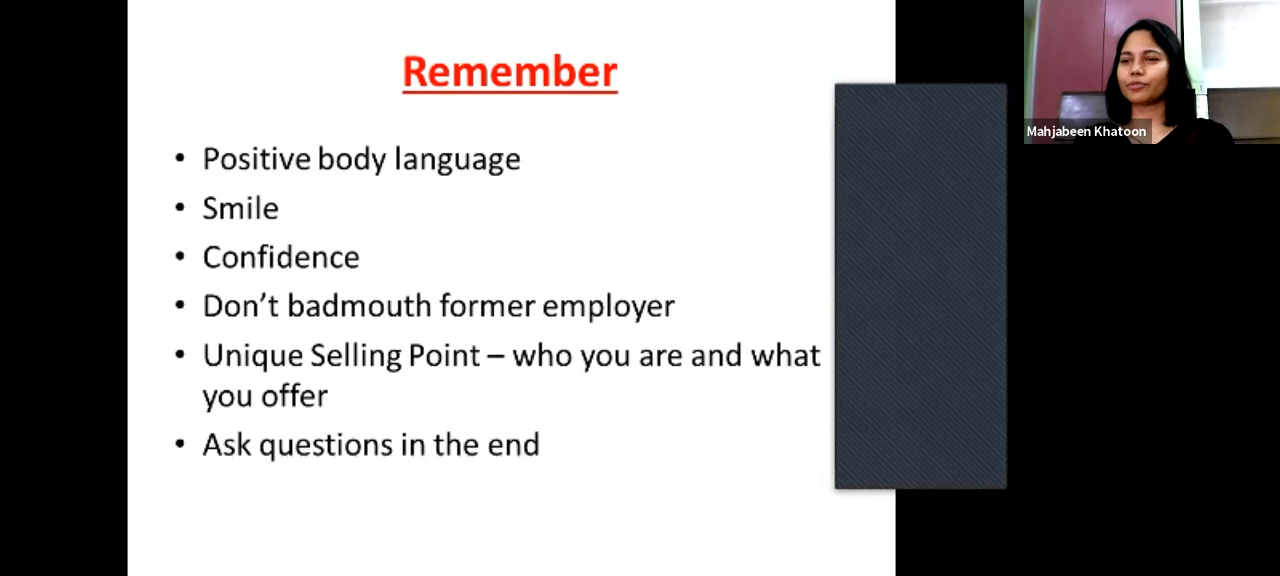 Remember
• Positive body language
• Smile
• Confidence
• Don’t badmouth former employer
• Unique Selling Point – who you are and what
you offer
• Ask questions in the end
Mahjabeen Khatoon